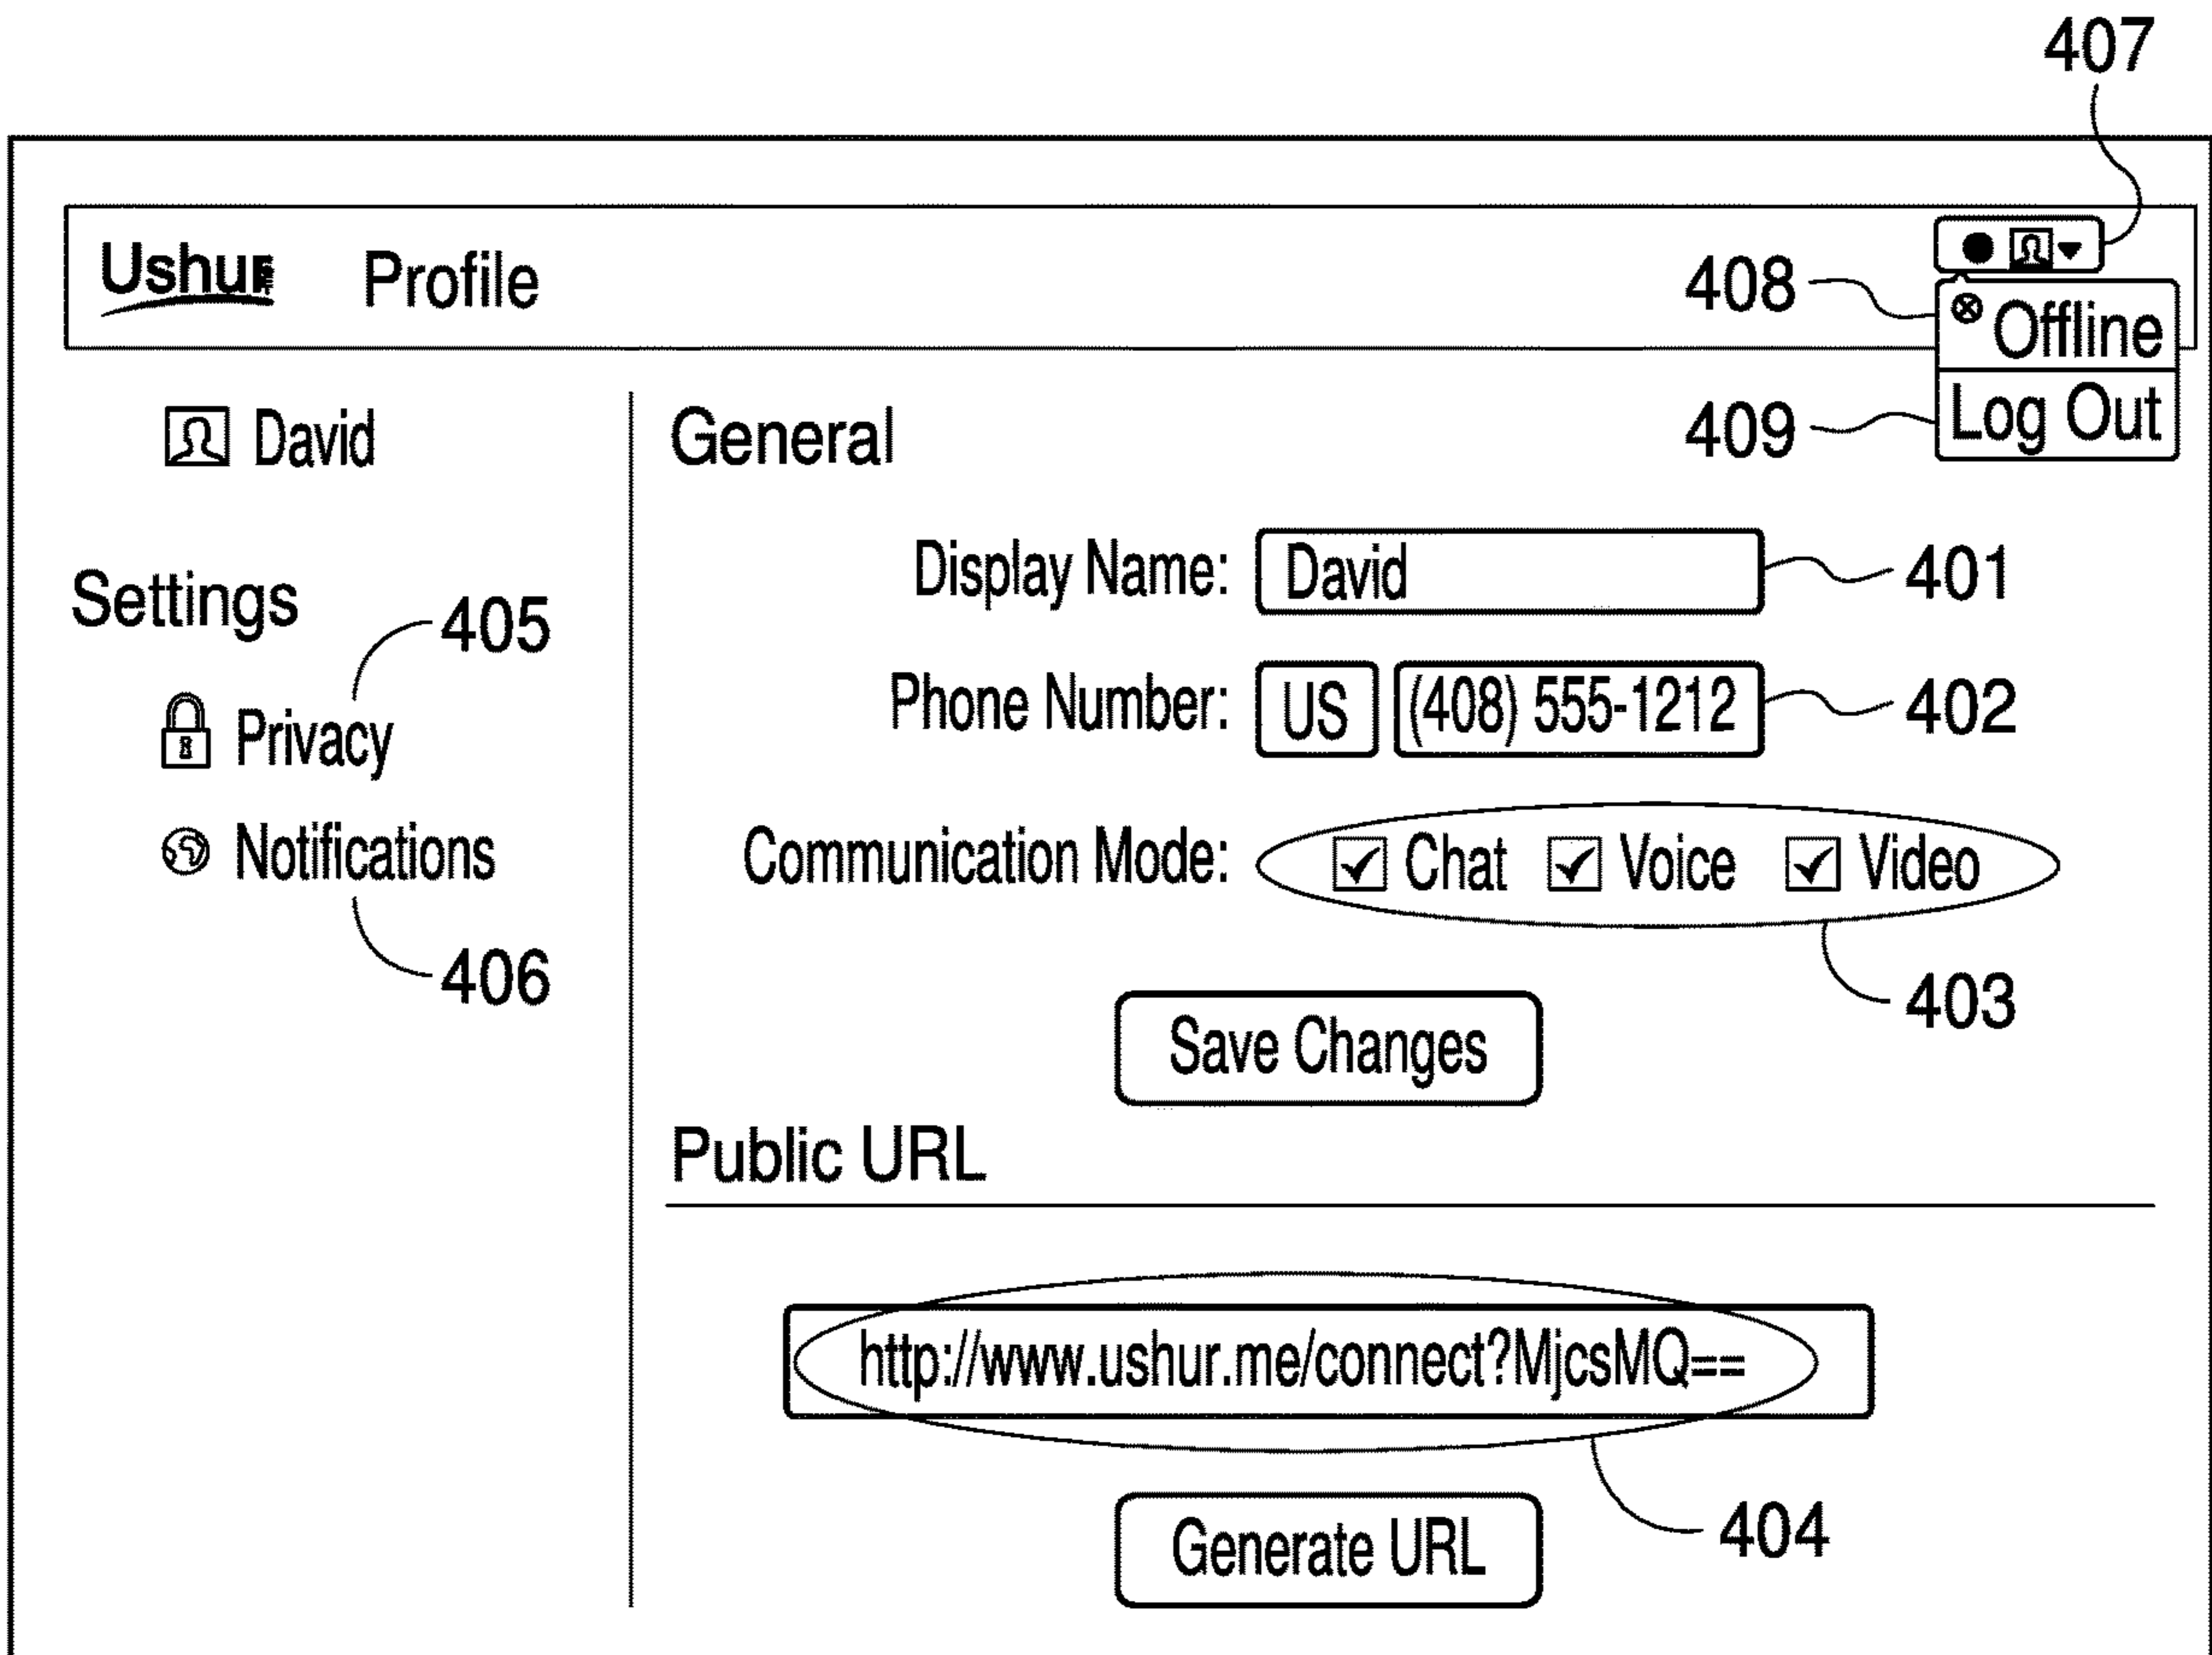 407
Ushur Profile
408
Offline
409
Log Out
David
Settings
405
Privacy
Notifications
406
General
Display Name: David 401
Phone Number: US (408) 555-1212 402
Communication Mode: Chat Voice Video
403
Save Changes
Public URL
http://www.ushur.me/connect?MjcsMQ==
404
Generate URL